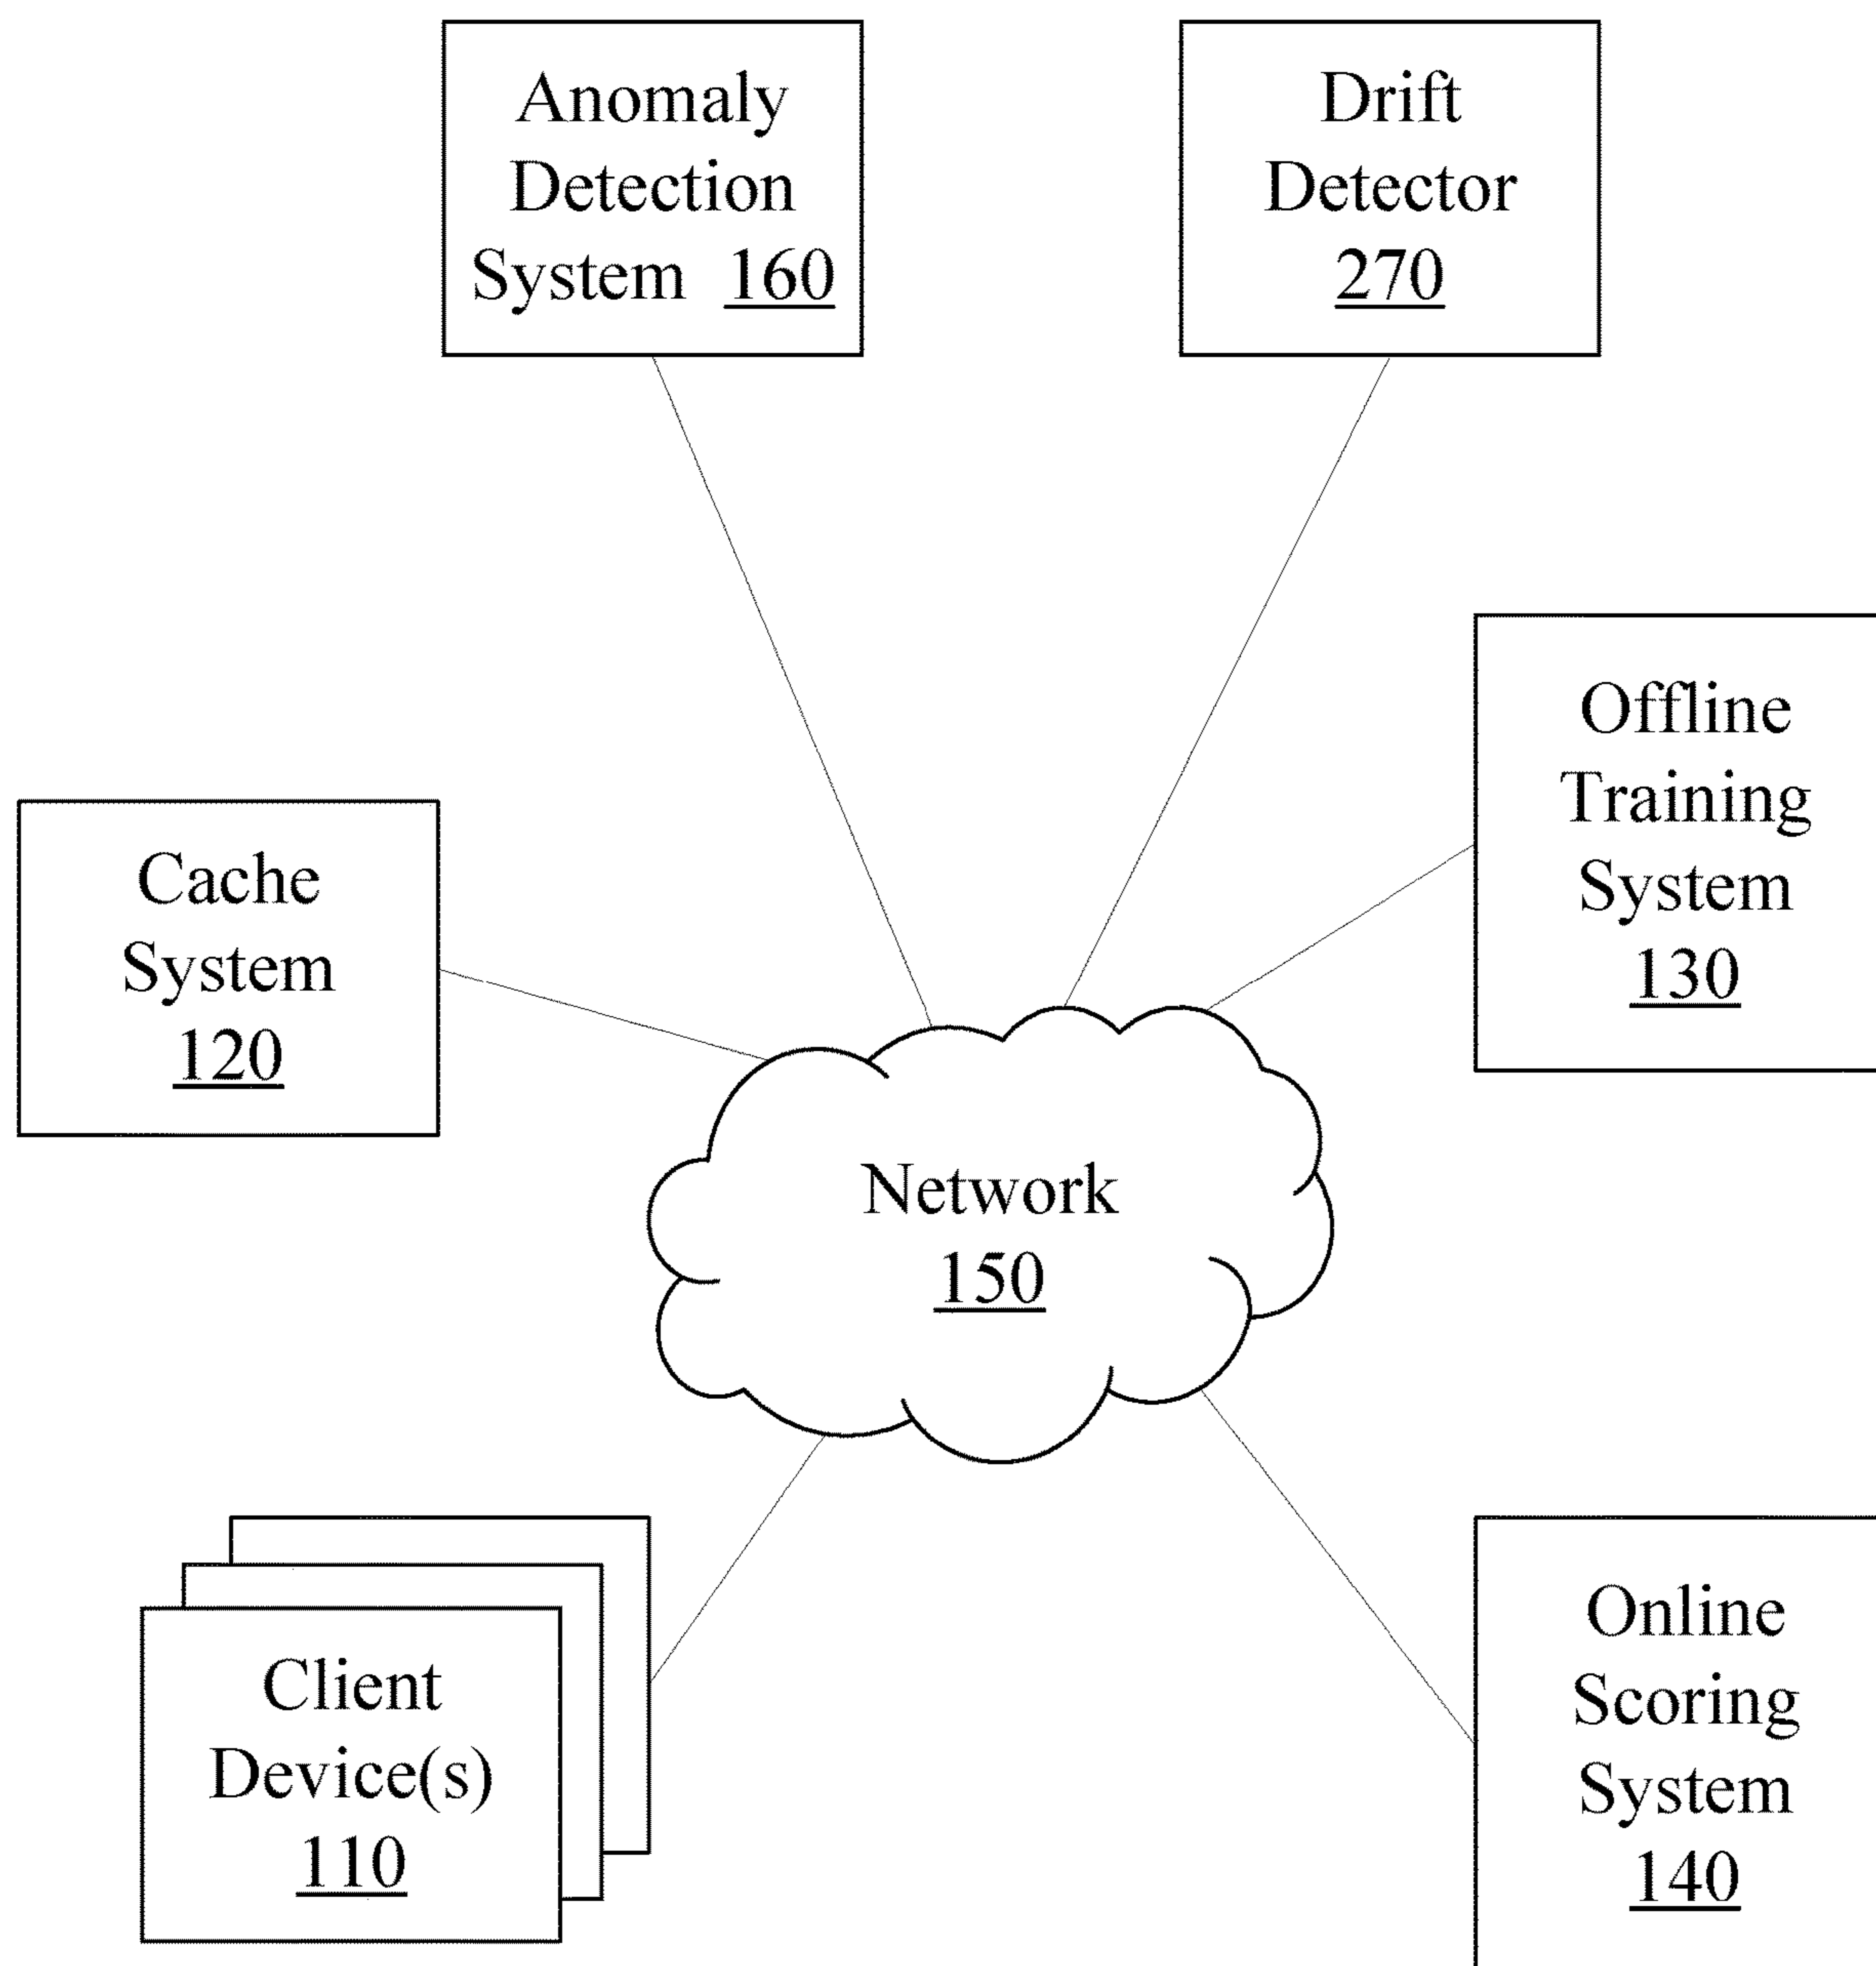 Anomaly
Detection
System 160
Drift
Detector
270
Offline
Training
System
130
Cache
System
120
Network
150
Client
Device(s)
110
Online
Scoring
System
140